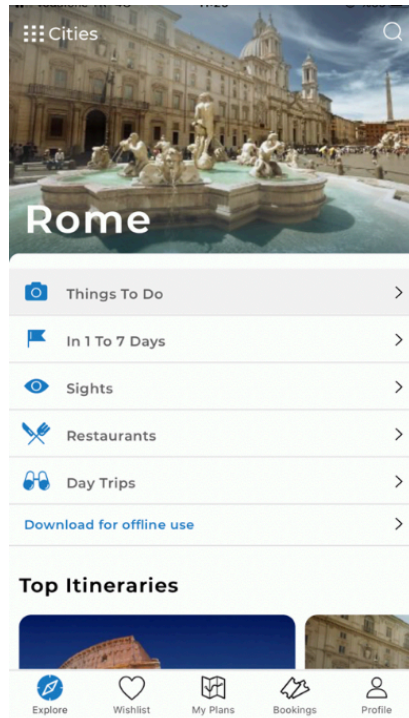 Cities
Rome
Things To Do
In 1 To 7 Days
Sights
Restaurants
Day Trips
Download for offline use
Top Itineraries
Explore
Wishlist
My Plans
Bookings
Profile